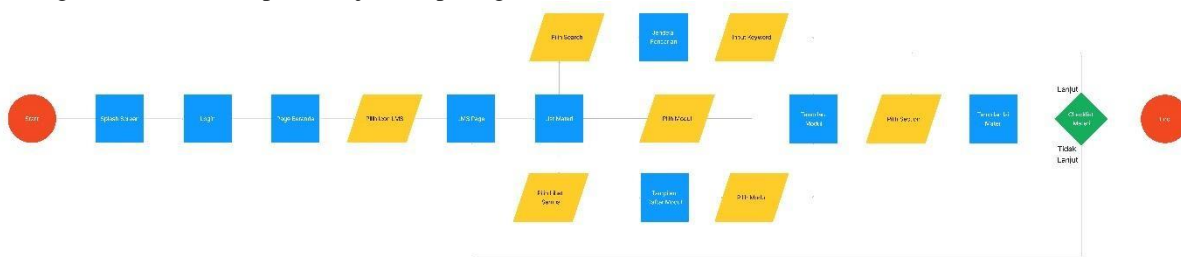 Pilih Search
Jendela
Pencarian
Input Keyword
Start
Splash Screen
Login
Page Beranda
Pilih Icon LMS
LMS Page
List Materi
Pilih Modul
Tampilan
Modul
Pilih Section
Tampilan Isi
Materi
Lanjut
Checklist
Materi
Tidak
Lanjut
End
Pilih Lihat
Semua
Tampilan
Daftar Modul
Pilih Modul